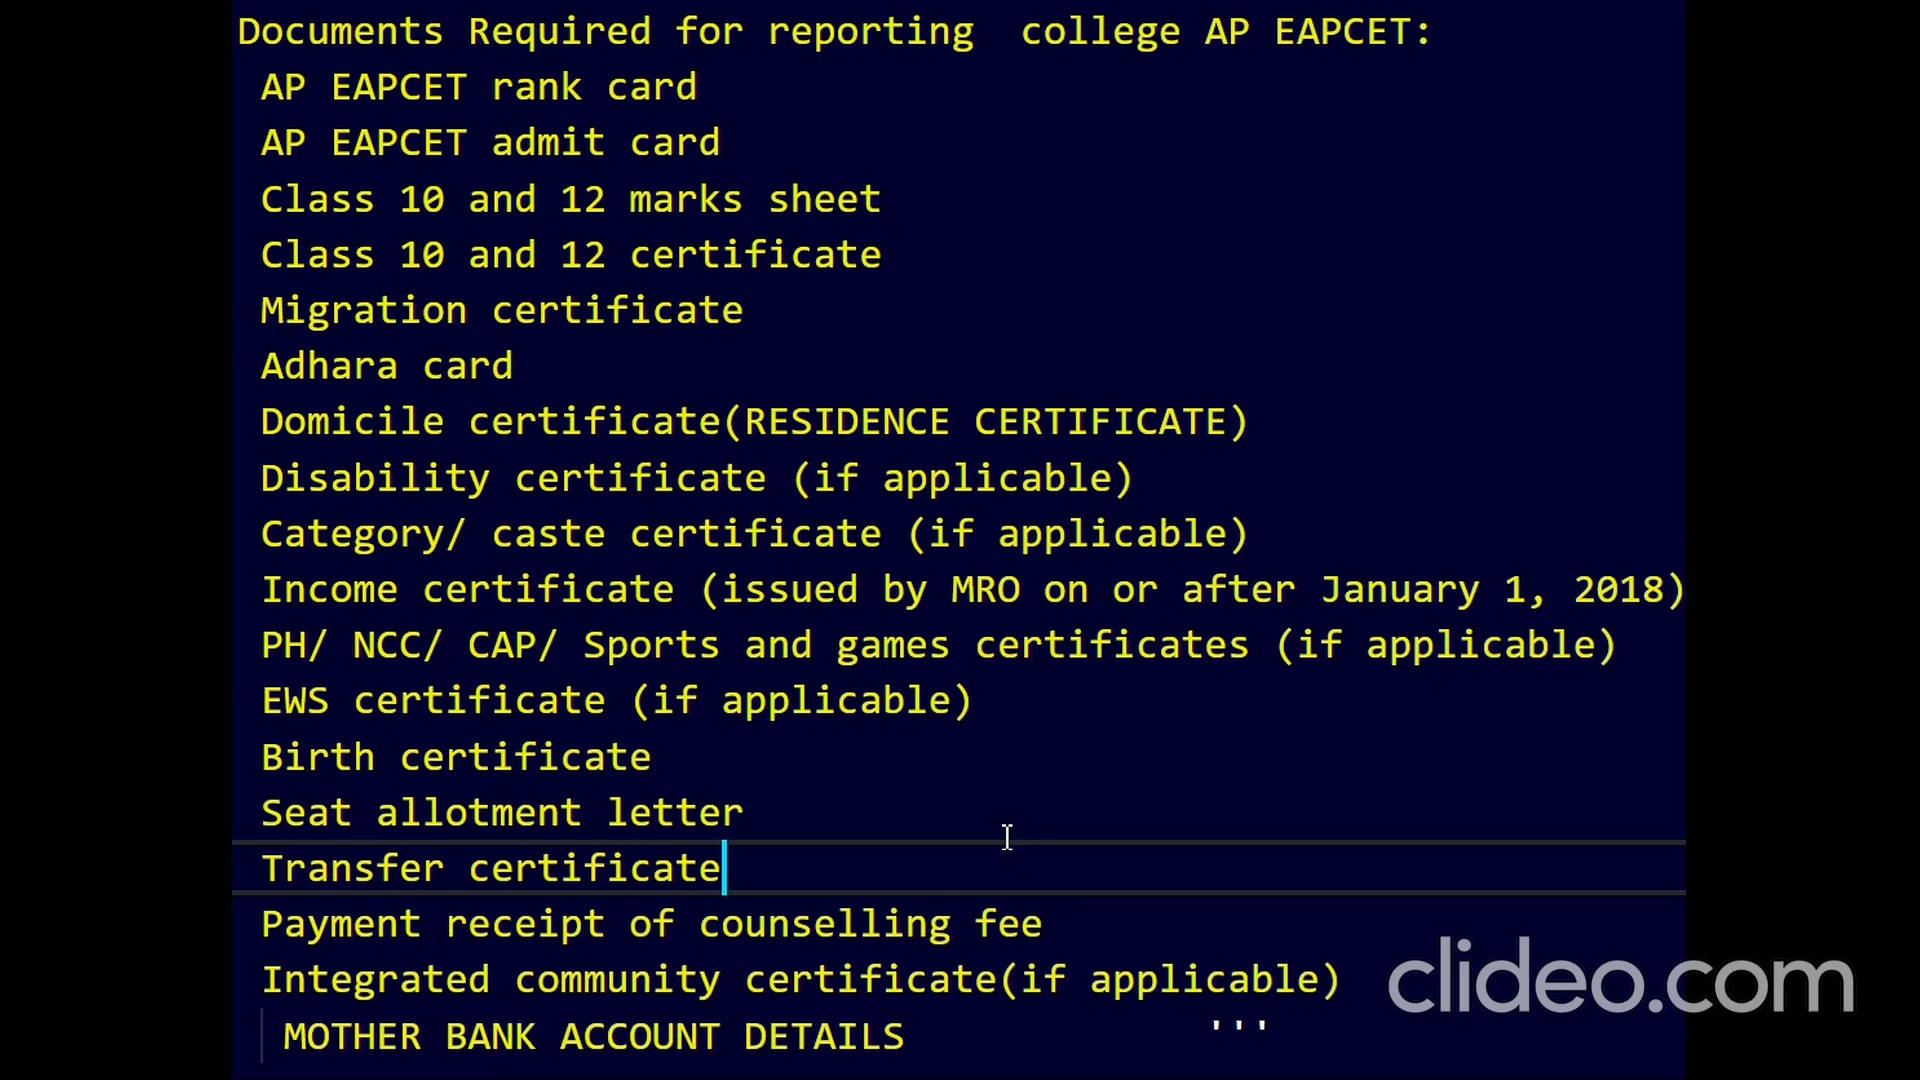 Documents Required for reporting  college AP EAPCET:
AP EAPCET rank card
AP EAPCET admit card
Class 10 and 12 marks sheet
Class 10 and 12 certificate
Migration certificate
Adhara card
Domicile certificate(RESIDENCE CERTIFICATE)
Disability certificate (if applicable)
Category/ caste certificate (if applicable)
Income certificate (issued by MRO on or after January 1, 2018)
PH/ NCC/ CAP/ Sports and games certificates (if applicable)
EWS certificate (if applicable)
Birth certificate
Seat allotment letter
Transfer certificate
Payment receipt of counselling fee
Integrated community certificate(if applicable)
MOTHER BANK ACCOUNT DETAILS '''
clideo.com